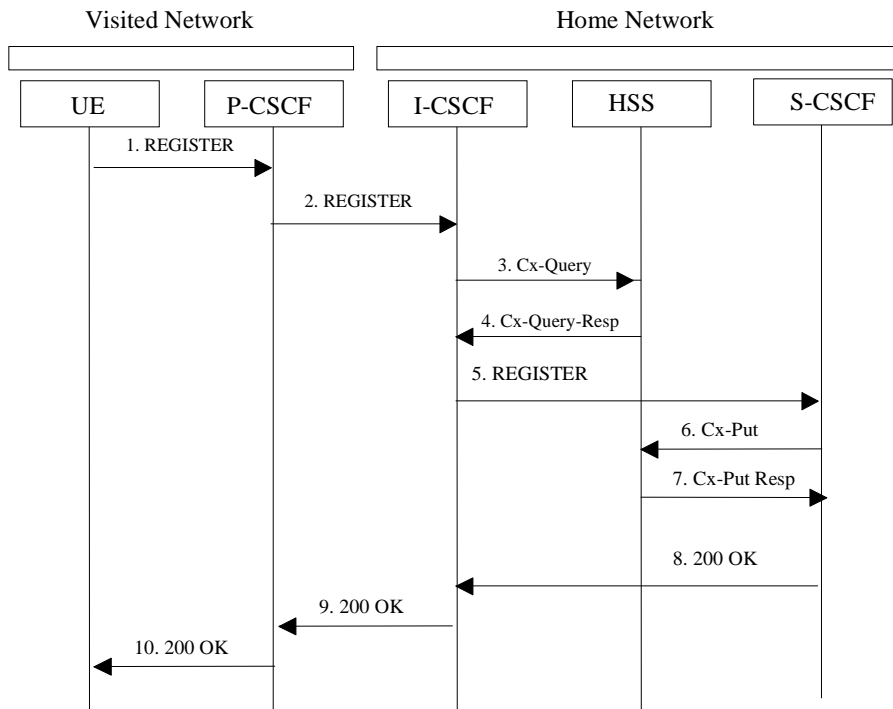 Visited Network
Home Network
UE
P-CSCF
I-CSCF
HSS
S-CSCF
1. REGISTER
2. REGISTER
3. Cx-Query
4. Cx-Query-Resp
5. REGISTER
6. Cx-Put
7. Cx-Put Resp
8. 200 OK
9. 200 OK
10. 200 OK